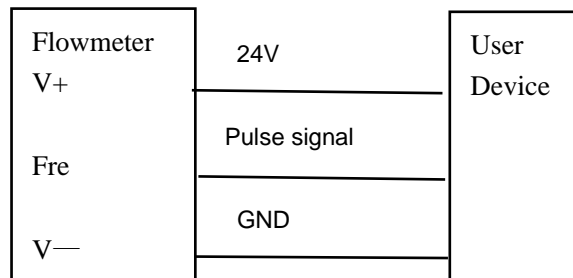 Flowmeter
V+
Fre
V—
24V
Pulse signal
GND
User
Device